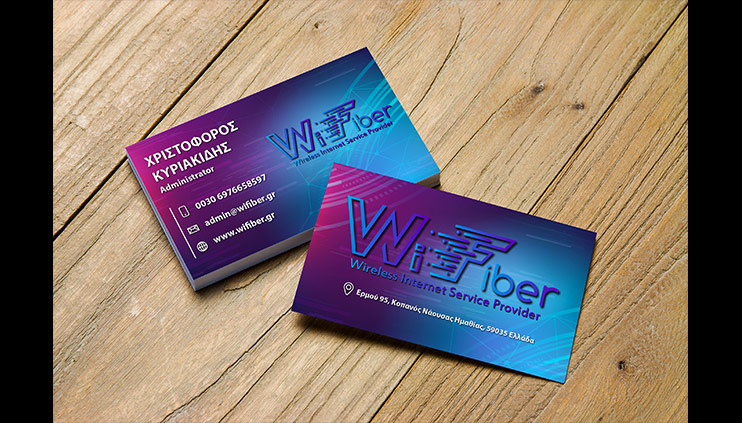 ΧΡΙΣΤΟΦΟΡΟΣ
ΚΥΡΙΑΚΙΔΗΣ
Administrator
0030 6976658597
admin@wifiber.gr
www.wifiber.gr
WiFiber
Wireless Internet Service Provider
WiFiber
Wireless Internet Service Provider
Ερμού 95, Κοπανός Νάουσας Ημαθίας, 59035 Ελλάδα